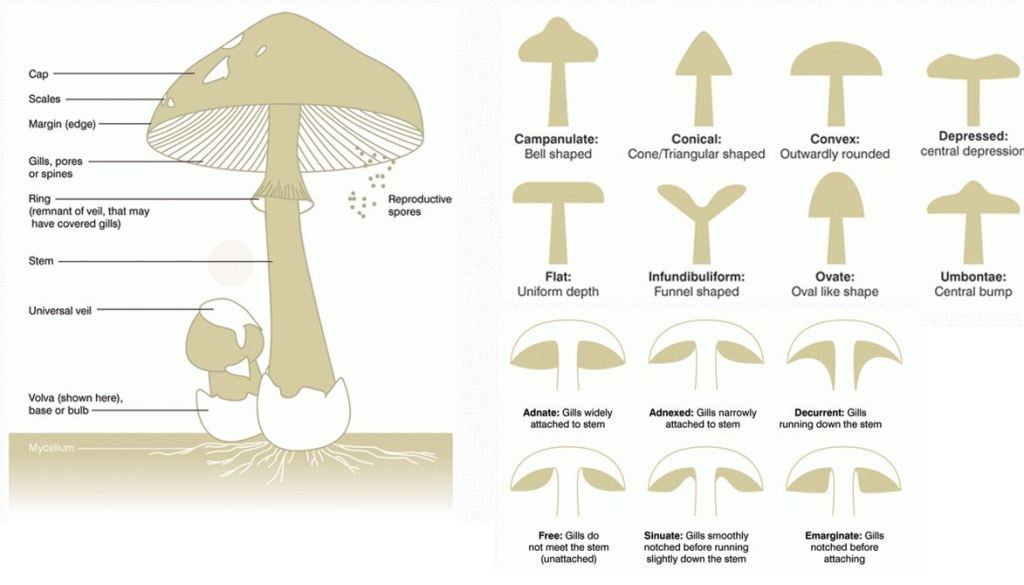 Cap
Scales
Margin (edge)
Gills, pores
or spines
Ring
(remnant of veil, that may
have covered gills)
Reproductive
spores
Stem
Universal veil
Volva (shown here),
base or bulb
Mycelium
Campanulate:
Bell shaped
Conical:
Cone/Triangular shaped
Convex:
Outwardly rounded
Depressed:
central depression
Flat:
Uniform depth
Infundibuliform:
Funnel shaped
Ovate:
Oval like shape
Umbontae:
Central bump
Adnate: Gills widely
attached to stem
Adnexed: Gills narrowly
attached to stem
Decurrent: Gills
running down the stem
Free: Gills do
not meet the stem
(unattached)
Sinuate: Gills smoothly
notched before running
slightly down the stem
Emarginate: Gills
notched before
attaching